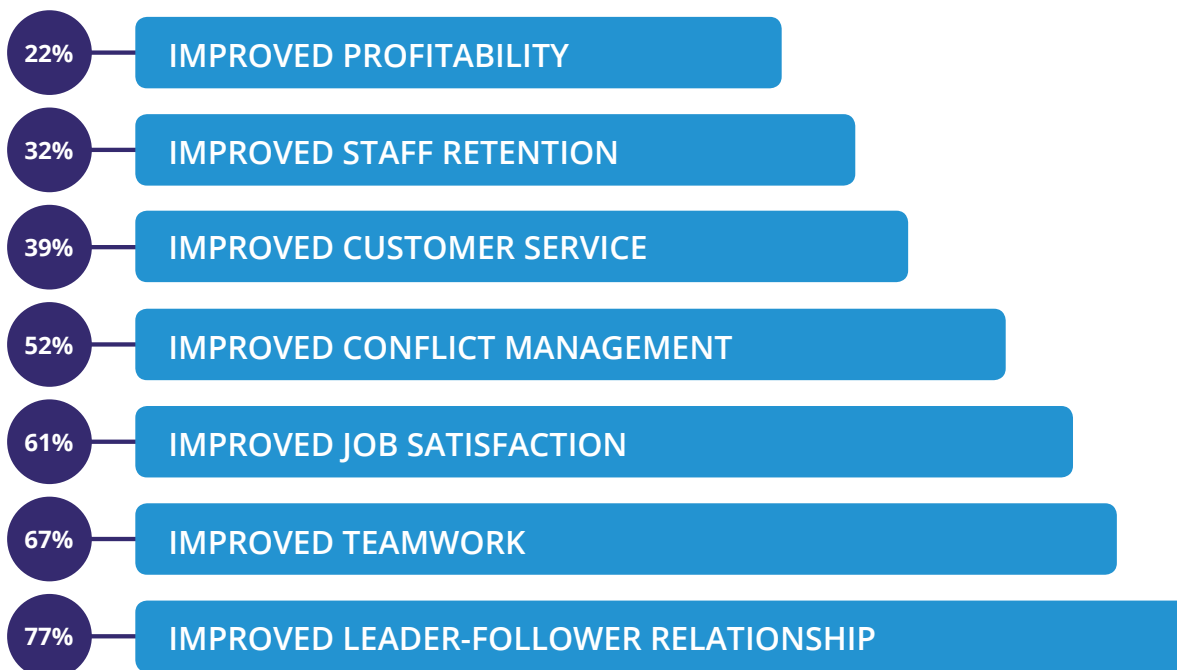 22% IMPROVED PROFITABILITY
32% IMPROVED STAFF RETENTION
39% IMPROVED CUSTOMER SERVICE
52% IMPROVED CONFLICT MANAGEMENT
61% IMPROVED JOB SATISFACTION
67% IMPROVED TEAMWORK
77% IMPROVED LEADER-FOLLOWER RELATIONSHIP